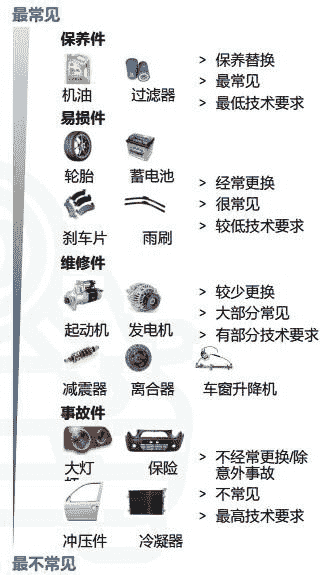 最常见
保养件
> 保养替换
> 最常见
> 最低技术要求
机油 过滤器
易损件
轮胎 蓄电池
> 经常更换
> 很常见
> 较低技术要求
刹车片 雨刷
维修件
> 较少更换
> 大部分常见
> 有部分技术要求
起动机 发电机
减震器 离合器 车窗升降机
事故件
大灯 保险
> 不经常更换/除
意外事故
> 不常见
> 最高技术要求
冲压件 冷凝器
最不常见